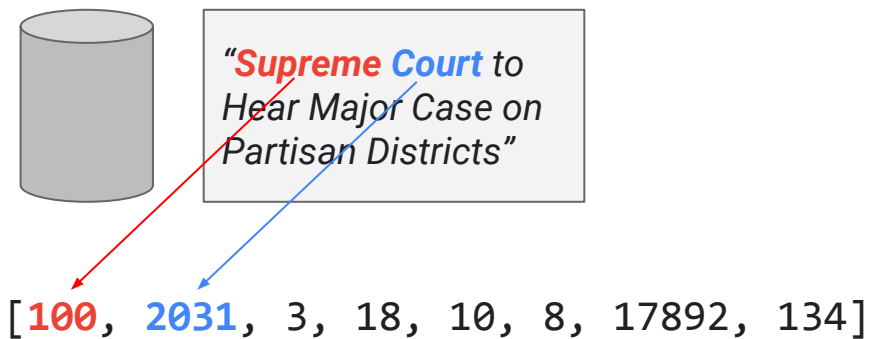 “Supreme Court to
Hear Major Case on
Partisan Districts”
[100, 2031, 3, 18, 10, 8, 17892, 134]